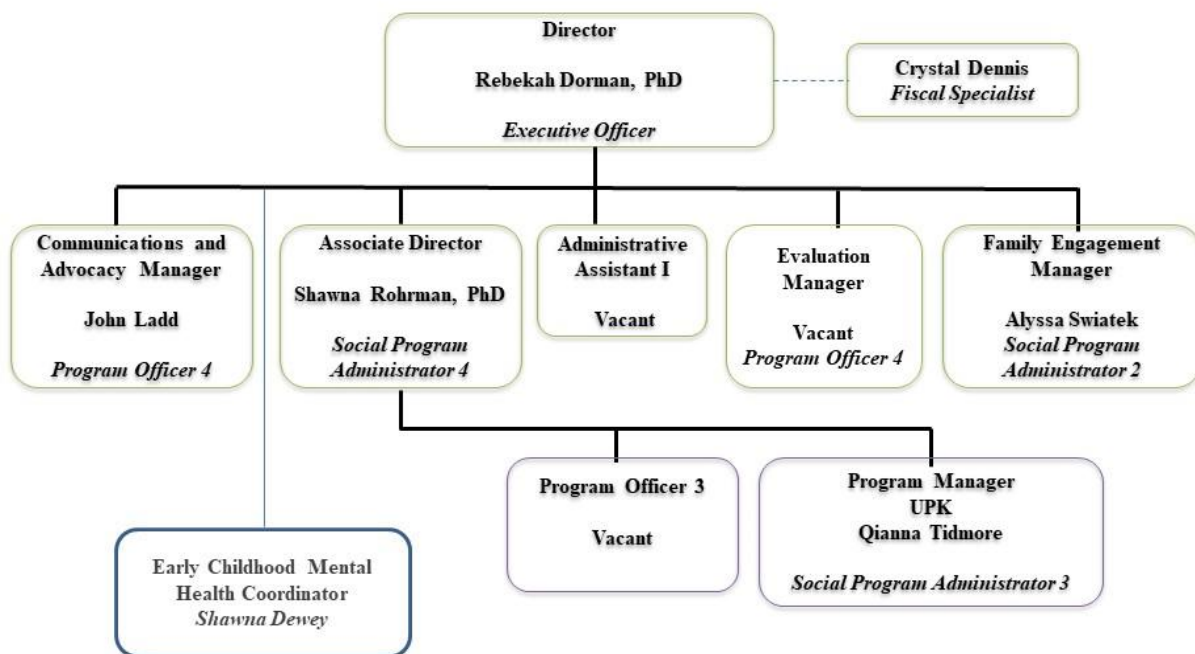 Director
Rebekah Dorman, PhD
Executive Officer
Crystal Dennis
Fiscal Specialist
Communications and
Advocacy Manager
John Ladd
Program Officer 4
Associate Director
Shawna Rohrman, PhD
Social Program
Administrator 4
Administrative
Assistant I
Vacant
Evaluation
Manager
Vacant
Program Officer 4
Family Engagement
Manager
Alyssa Swiatek
Social Program
Administrator 2
Program Officer 3
Vacant
Program Manager
UPK
Qianna Tidmore
Social Program Administrator 3
Early Childhood Mental
Health Coordinator
Shawna Dewey